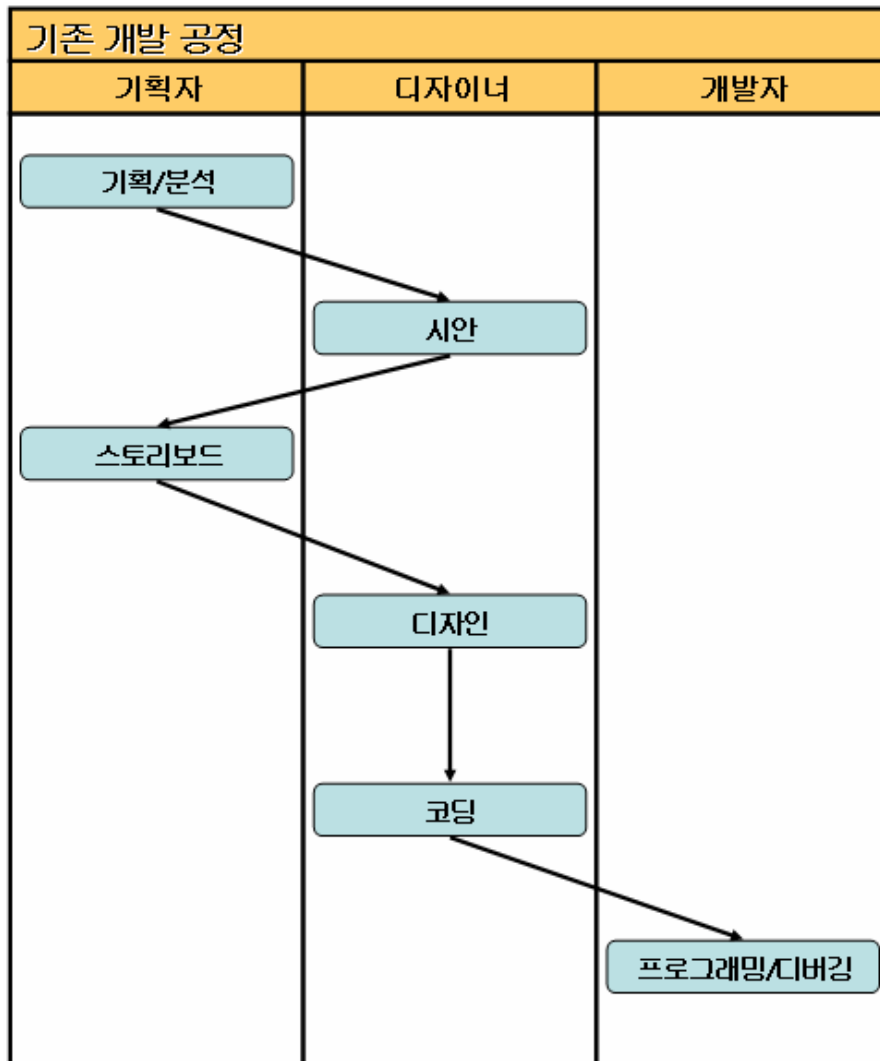 기존 개발 공정
기획자 디자이너 개발자
기획/분석
시안
스토리보드
디자인
코딩
프로그래밍/디버깅